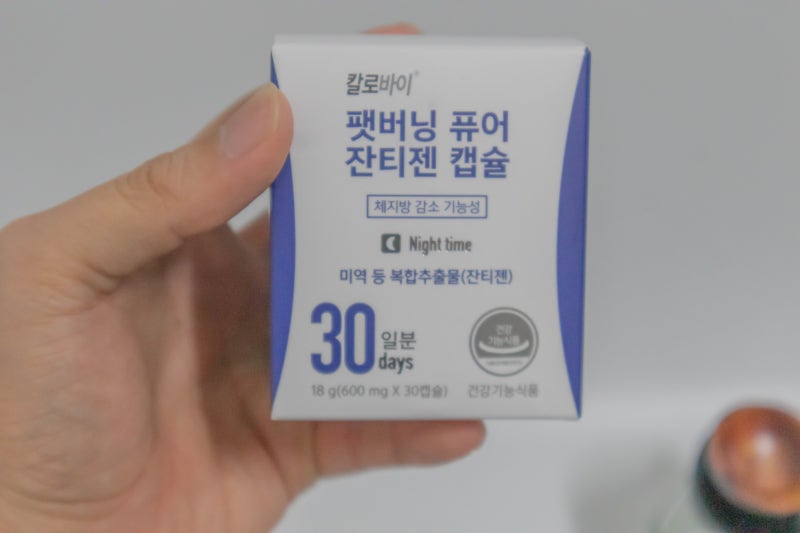 칼로바이®
팻버닝 퓨어
잔티젠 캡슐
체지방 감소 기능성
Night time
미역 등 복합추출물(잔티젠)
30 일분
days
18 g(600 mg X 30캡슐)
건강
기능식품
건강기능식품